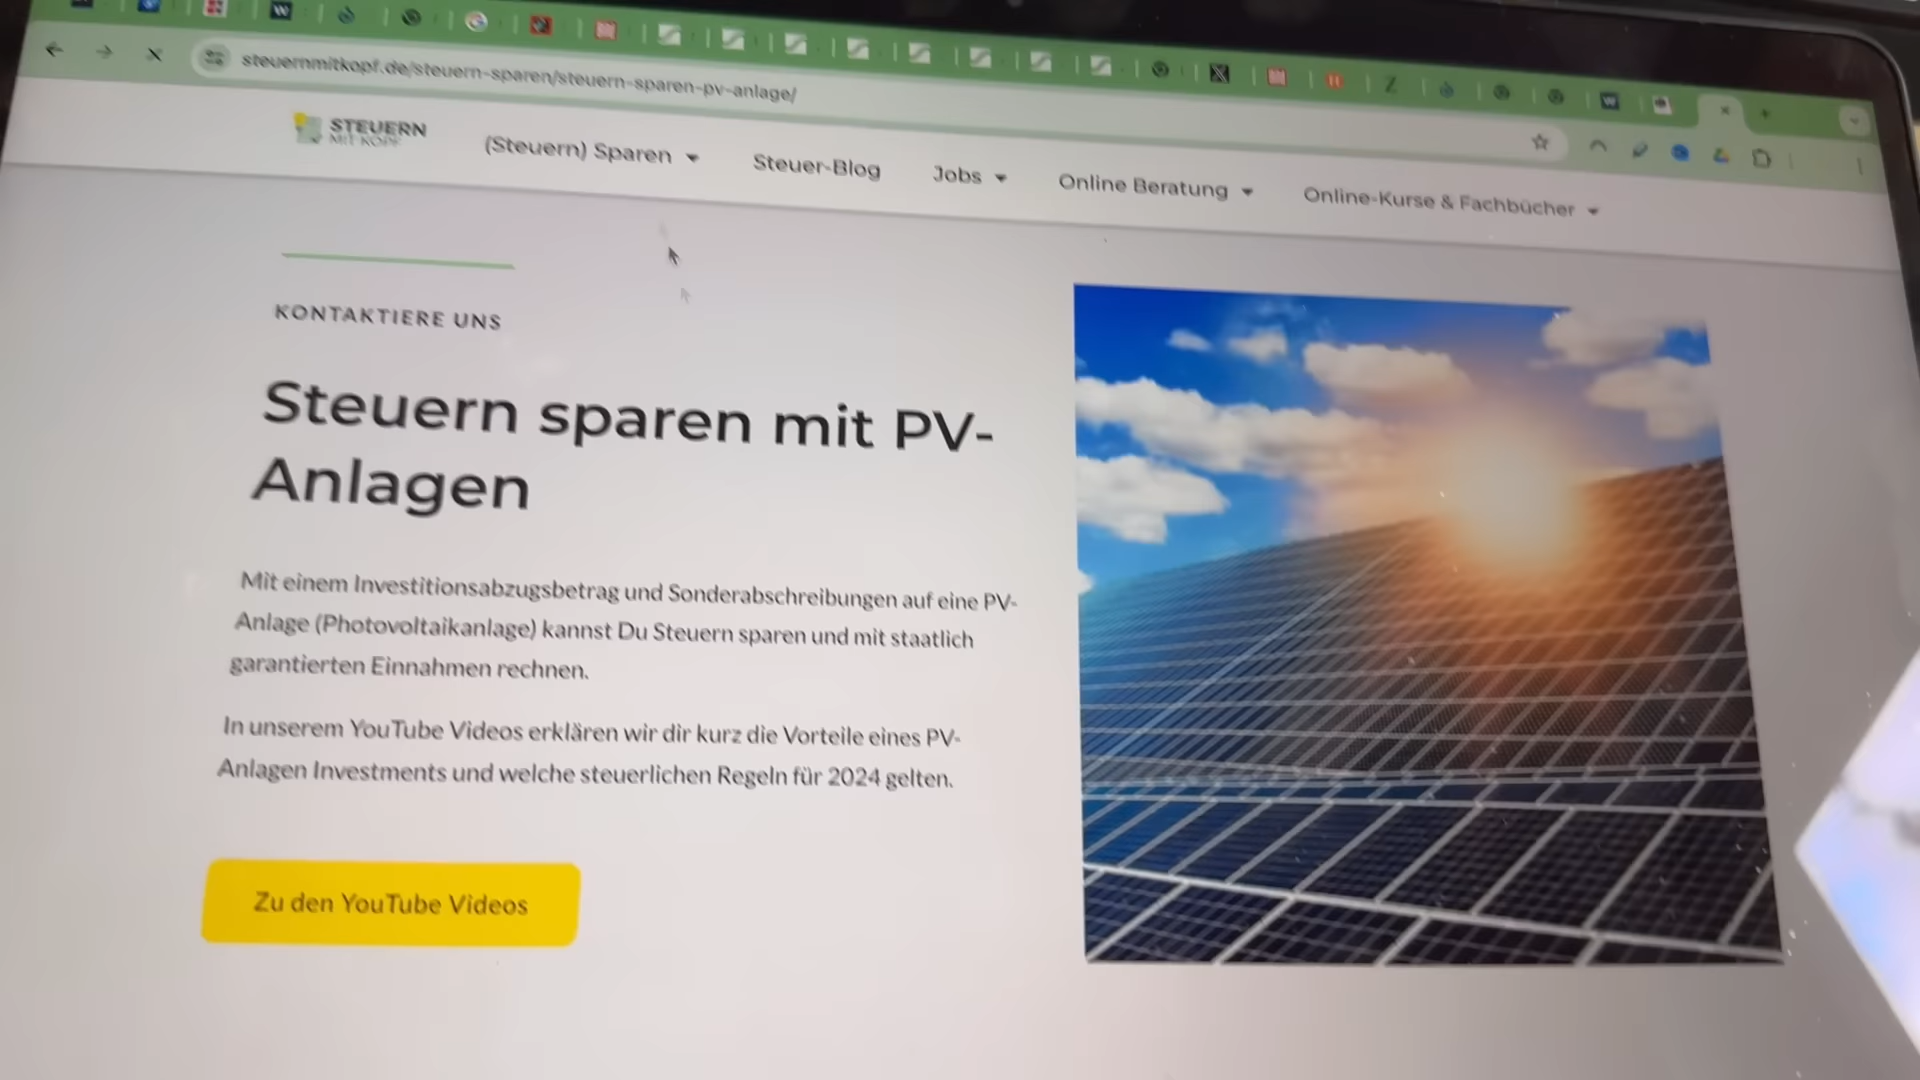 steuernmitkopf.de/steuern-sparen/steuern-sparen-pv-anlage/
STEUERN
MIT KOPF
(Steuern) Sparen
Steuer-Blog
Jobs
Online Beratung
Online-Kurse & Fachbücher
KONTAKTIERE UNS
Steuern sparen mit PV-
Anlagen
Mit einem Investitionsabzugsbetrag und Sonderabschreibungen auf eine PV-
Anlage (Photovoltaikanlage) kannst Du Steuern sparen und mit staatlich
garantierten Einnahmen rechnen.
In unserem YouTube Videos erklären wir dir kurz die Vorteile eines PV-
Anlagen Investments und welche steuerlichen Regeln für 2024 gelten.
Zu den YouTube Videos